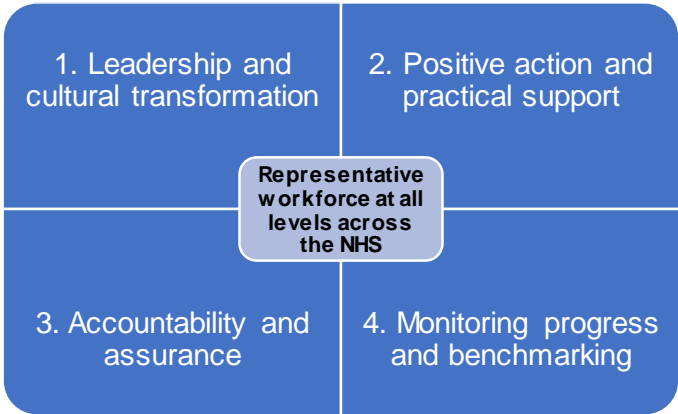 1. Leadership and
cultural transformation
2. Positive action and
practical support
Representative
workforce at all
levels across
the NHS
3. Accountability and
assurance
4. Monitoring progress
and benchmarking